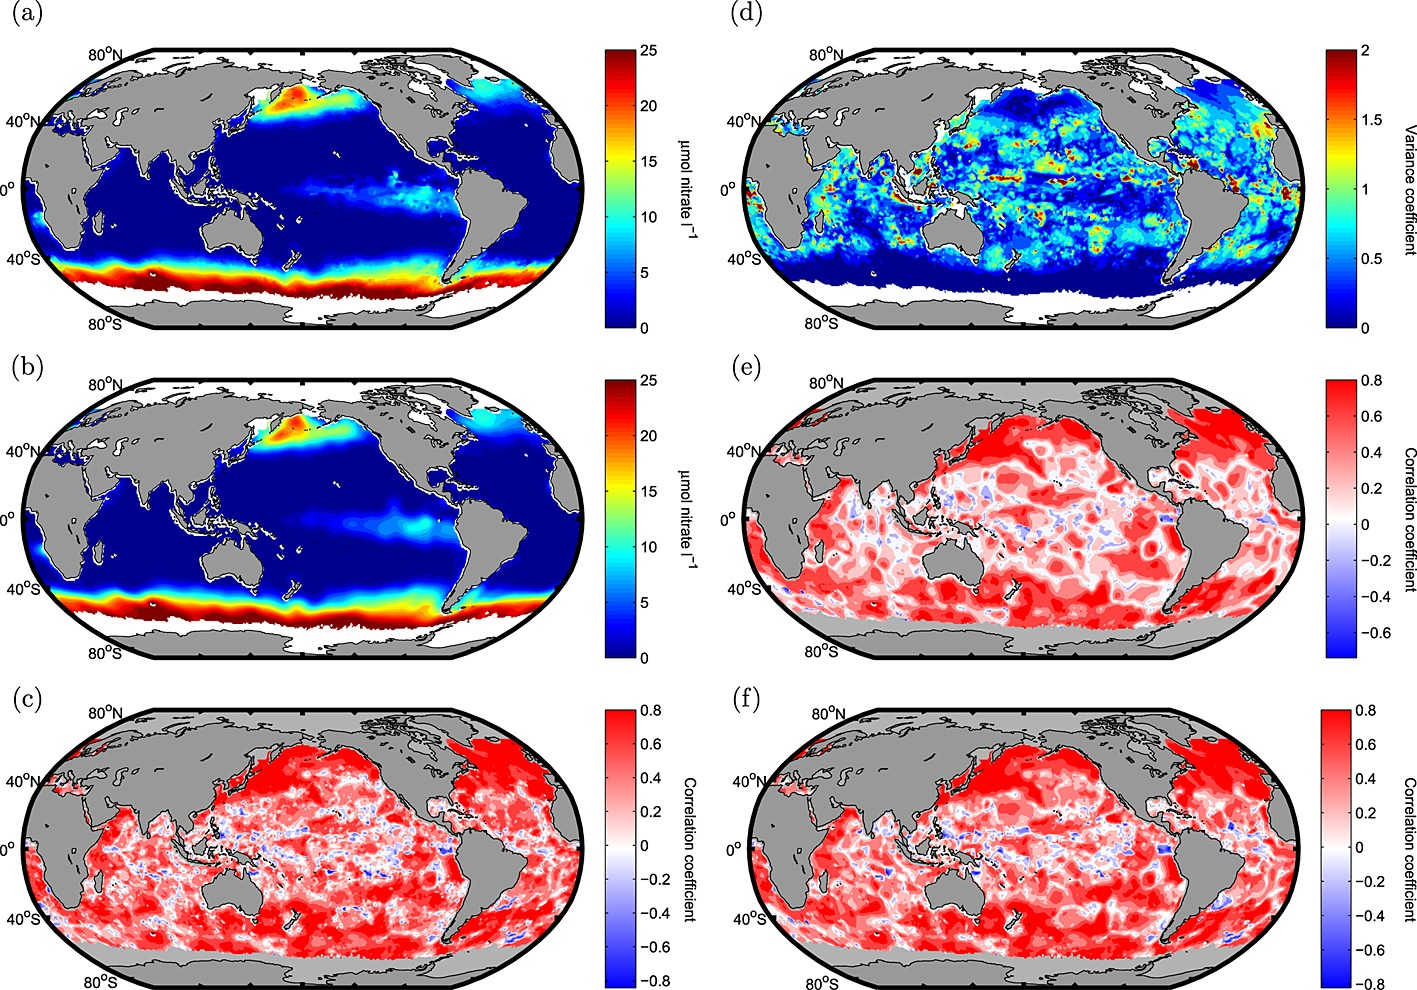 (a)
80°N
40°N
0°
40°S
80°S
25
20
15
10
5
0
μmol nitrate l⁻¹
(d)
80°N
40°N
0°
40°S
80°S
2
1.5
1
0.5
0
Variance coefficient
(b)
80°N
40°N
0°
40°S
80°S
25
20
15
10
5
0
μmol nitrate l⁻¹
(e)
80°N
40°N
0°
40°S
80°S
0.8
0.6
0.4
0.2
0
−0.2
−0.4
−0.6
Correlation coefficient
(c)
80°N
40°N
0°
40°S
80°S
0.8
0.6
0.4
0.2
0
−0.2
−0.4
−0.6
−0.8
Correlation coefficient
(f)
80°N
40°N
0°
40°S
80°S
0.8
0.6
0.4
0.2
0
−0.2
−0.4
−0.6
−0.8
Correlation coefficient